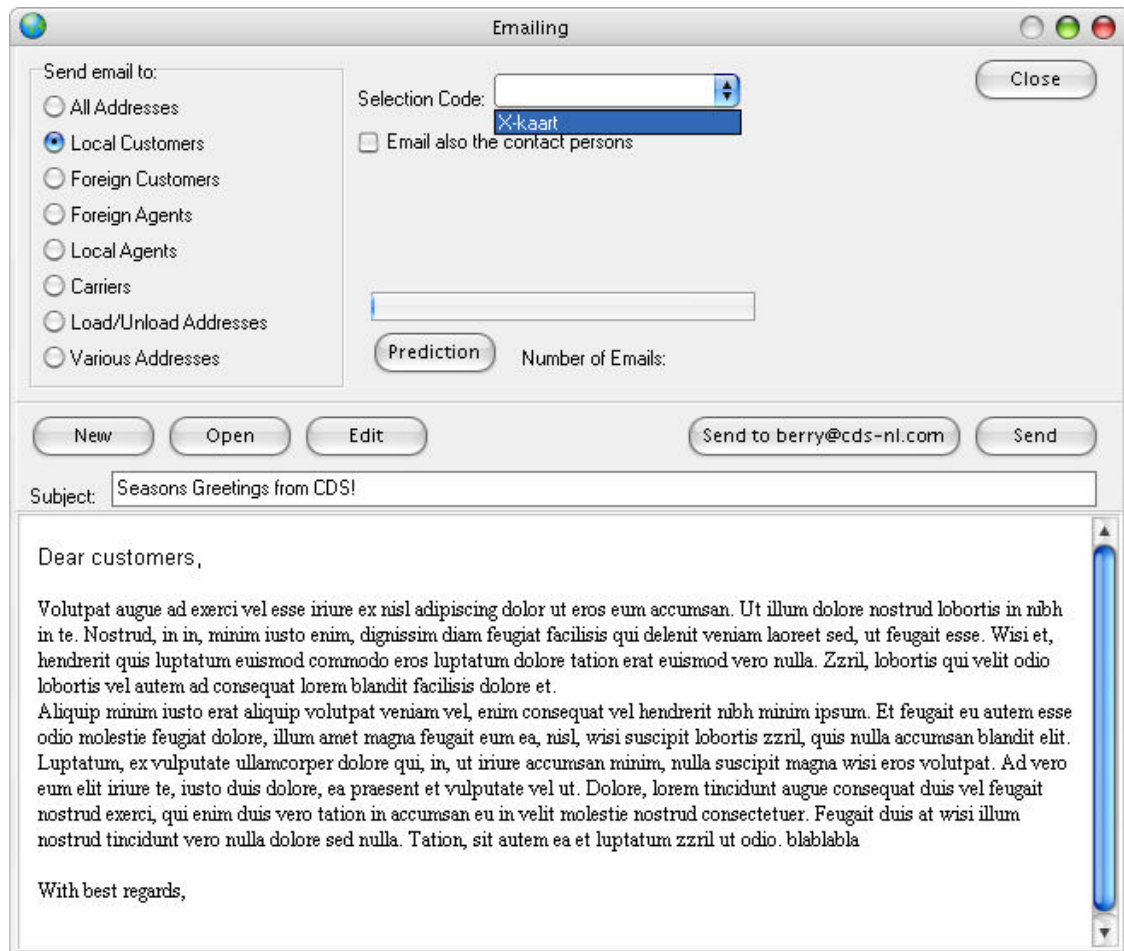 Emailing
Send email to:
All Addresses
Local Customers
Foreign Customers
Foreign Agents
Local Agents
Carriers
Load/Unload Addresses
Various Addresses
Selection Code:
X-kaart
Email also the contact persons
Close
Prediction
Number of Emails:
New
Open
Edit
Send to berry@cds-nl.com
Send
Subject:
Seasons Greetings from CDS!
Dear customers,
Volutpat augue ad exerci vel esse iriure ex nisl adipiscing dolor ut eros eum accumsan. Ut illum dolore nostrud lobortis in nibh
in te. Nostrud, in in, minim iusto enim, dignissim diam feugiat facilisis qui delenit veniam laoreet sed, ut feugait esse. Wisi et,
hendrerit quis luptatum euismod commodo eros luptatum dolore tation erat euismod vero nulla. Zzril, lobortis qui velit odio
lobortis vel autem ad consequat lorem blandit facilisis dolore et.
Aliquip minim iusto erat aliquip volutpat veniam vel, enim consequat vel hendrerit nibh minim ipsum. Et feugait eu autem esse
odio molestie feugiat dolore, illum amet magna feugait eum ea, nisl, wisi suscipit lobortis zzril, quis nulla accumsan blandit elit.
Luptatum, ex vulputate ullamcorper dolore qui, in, ut iriure accumsan minim, nulla suscipit magna wisi eros volutpat. Ad vero
eum elit iriure te, iusto duis dolore, ea praesent et vulputate vel ut. Dolore, lorem tincidunt augue consequat duis vel feugait
nostrud exerci, qui enim duis vero tation in accumsan eu in velit molestie nostrud consectetuer. Feugait duis at wisi illum
nostrud tincidunt vero nulla dolore sed nulla. Tation, sit autem ea et luptatum zzril ut odio. blablabla
With best regards,